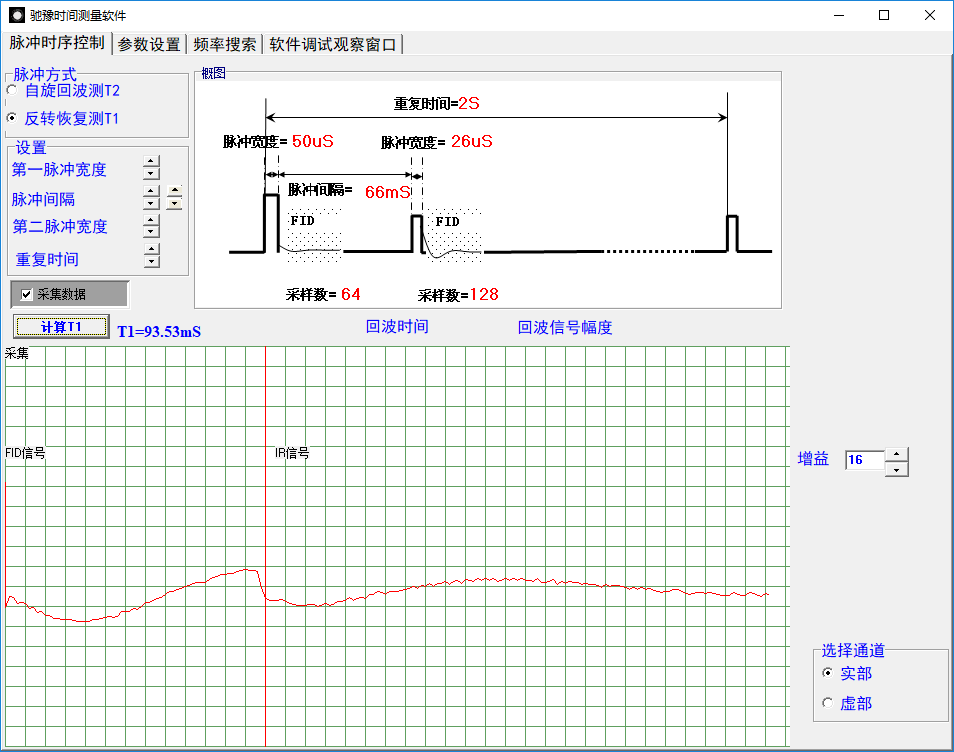 驰豫时间测量软件
脉冲时序控制 参数设置 频率搜索 软件调试观察窗口
脉冲方式
自旋回波测T2
反转恢复测T1
设置
第一脉冲宽度
脉冲间隔
第二脉冲宽度
重复时间
采集数据
计算T1
T1=93.53mS
概图
重复时间=2S
脉冲宽度= 50uS
脉冲宽度= 26uS
脉冲间隔= 66mS
FID
FID
采样数= 64
采样数=128
回波时间
回波信号幅度
采集
FID信号
IR信号
增益 16
选择通道
实部
虚部